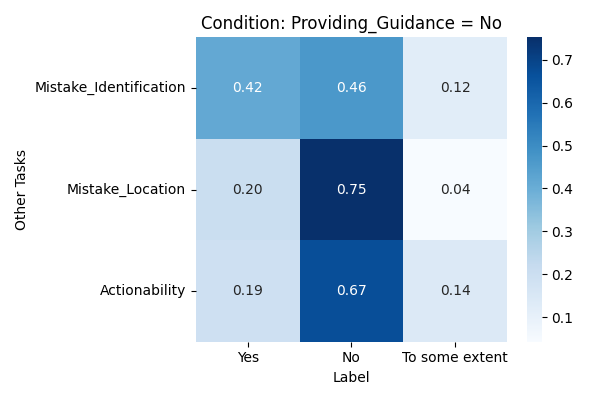 Condition: Providing_Guidance = No
Mistake_Identification 0.42 0.46 0.12
Mistake_Location 0.20 0.75 0.04
Actionability 0.19 0.67 0.14
Yes No To some extent
Label
Other Tasks
0.7
0.6
0.5
0.4
0.3
0.2
0.1